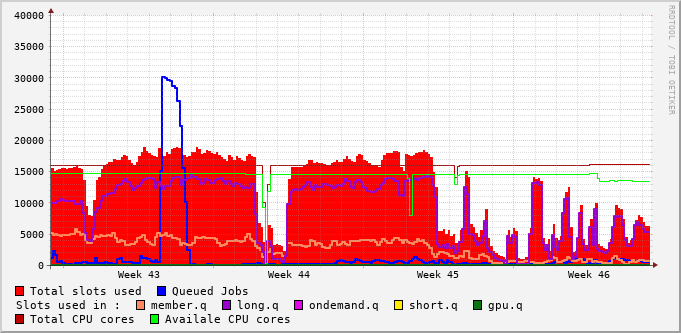 40000
35000
30000
25000
20000
15000
10000
5000
0
Week 43 Week 44 Week 45 Week 46
RRDTOOL / TOBI OETIKER
Total slots used Queued Jobs
Slots used in : member.q long.q ondemand.q short.q gpu.q
Total CPU cores Availale CPU cores